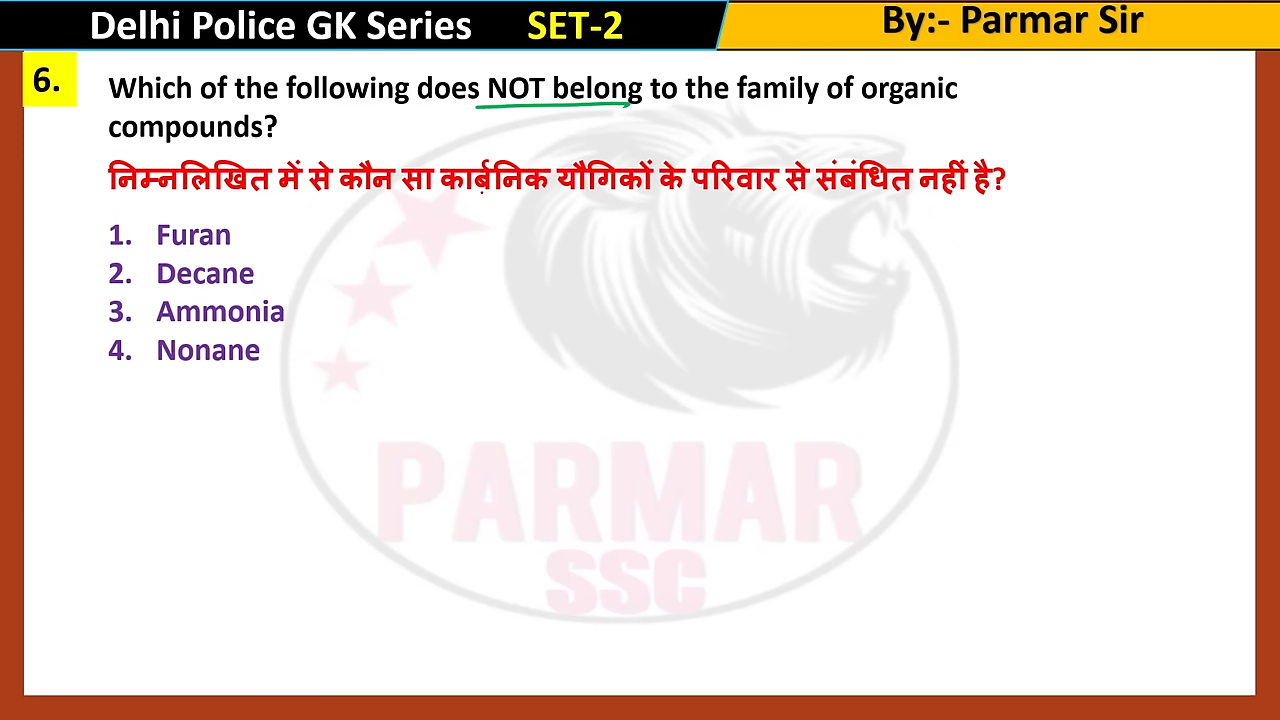 Delhi Police GK Series SET-2 By:- Parmar Sir
6. Which of the following does NOT belong to the family of organic
compounds?
निम्नलिखित में से कौन सा कार्बनिक यौगिकों के परिवार से संबंधित नहीं है?
1. Furan
2. Decane
3. Ammonia
4. Nonane
PARMAR
SSC